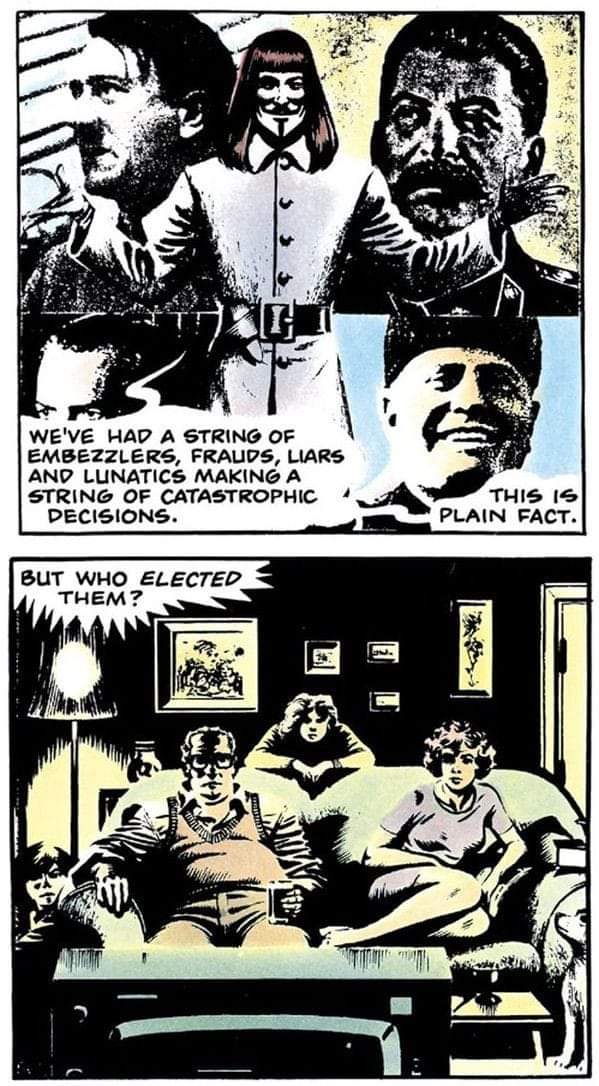 WE'VE HAD A STRING OF
EMBEZZLERS, FRAUDS, LIARS
AND LUNATICS MAKING A
STRING OF CATASTROPHIC
DECISIONS.
THIS IS
PLAIN FACT.
BUT WHO ELECTED
THEM?